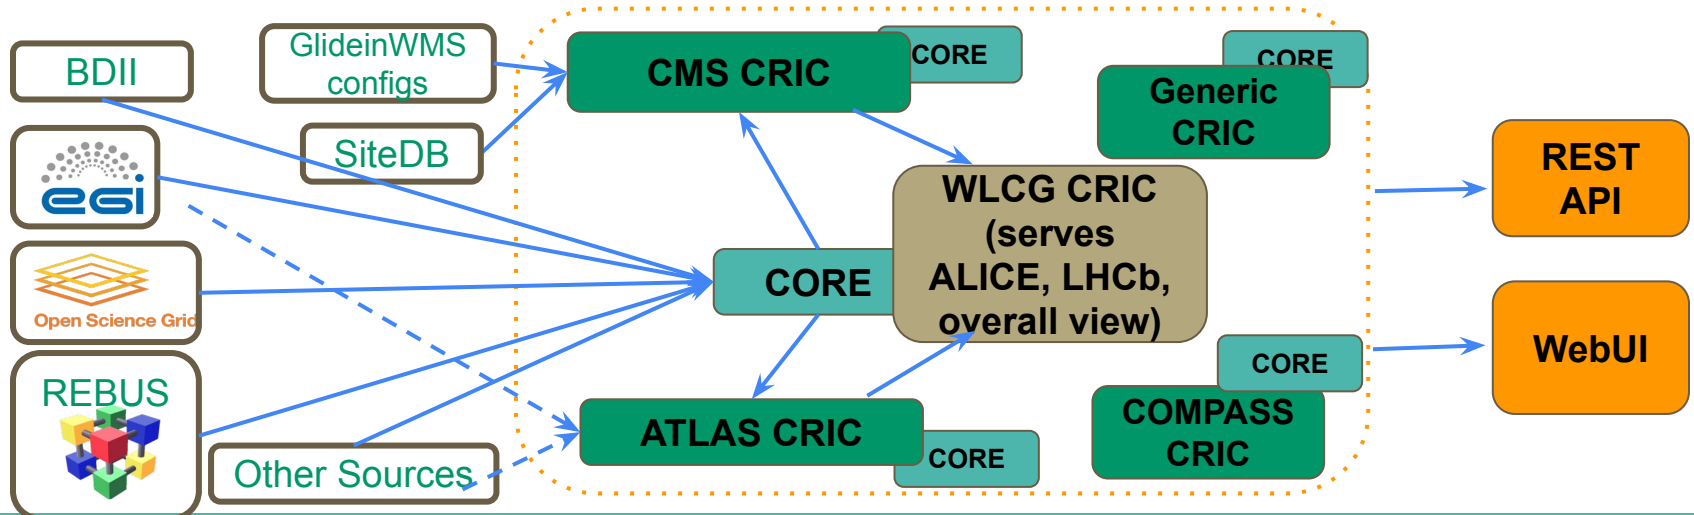 BDII
GlideinWMS
configs
SiteDB
egi
Open Science Grid
REBUS
Other Sources
CMS CRIC
CORE
CORE
Generic
CRIC
CORE
WLCG CRIC
(serves
ALICE, LHCb,
overall view)
ATLAS CRIC
CORE
CORE
COMPASS
CRIC
REST
API
WebUI